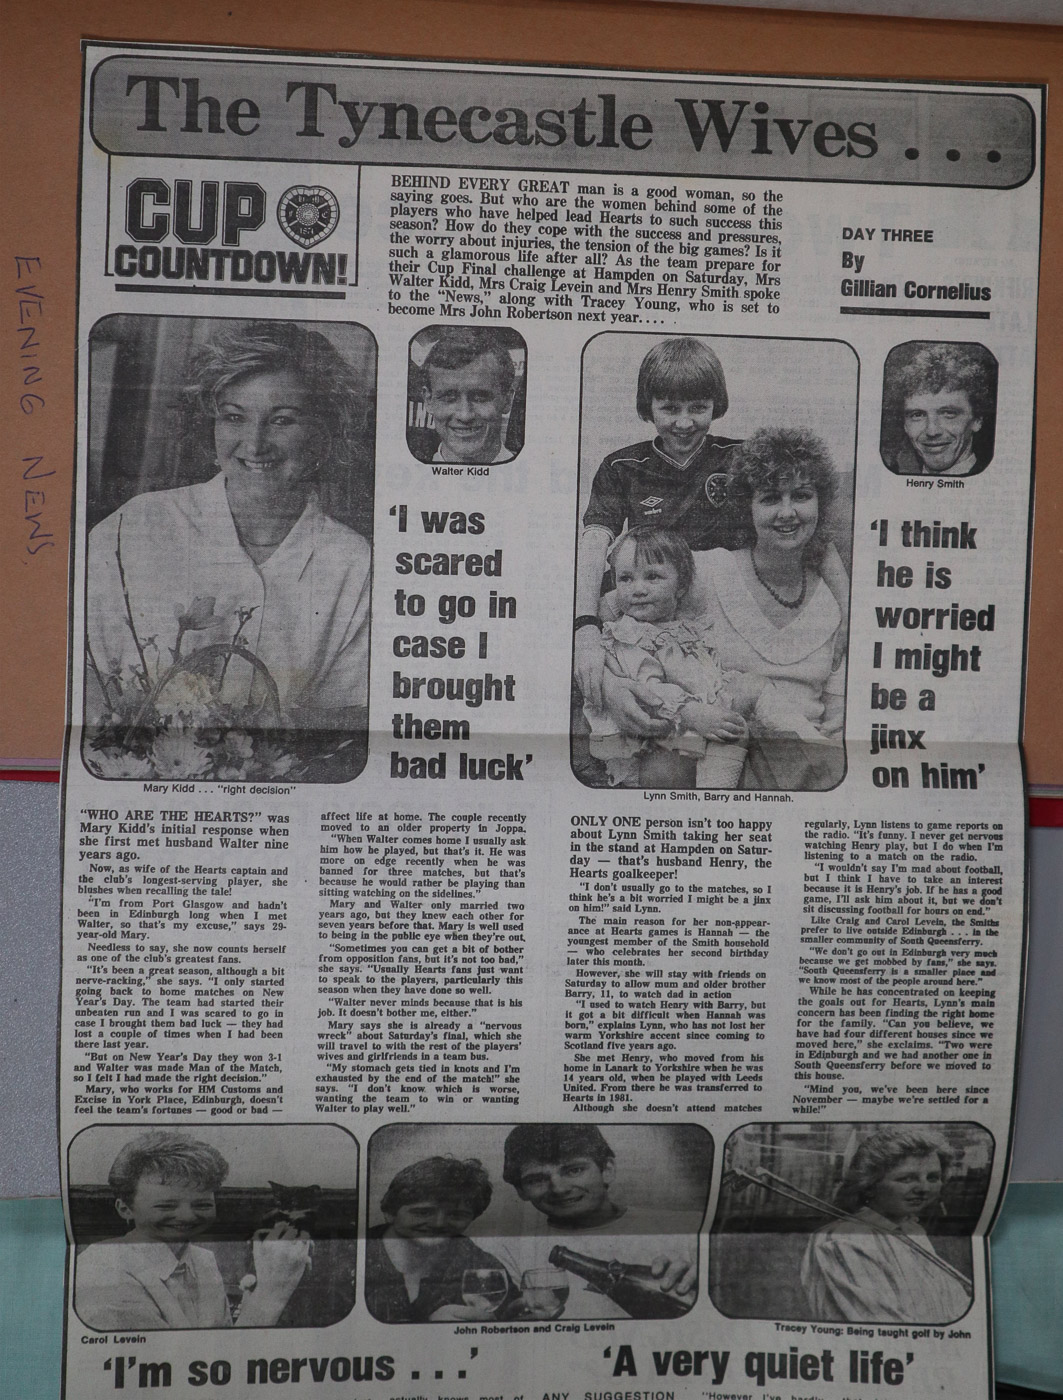 The Tynecastle Wives . . .
CUP
COUNTDOWN!
BEHIND EVERY GREAT man is a good woman, so the
saying goes. But who are the women behind some of the
players who have helped lead Hearts to such success this
season? How do they cope with the success and pressures,
the worry about injuries, the tension of the big games? Is it
such a glamorous life after all? As the team prepare for
their Cup Final challenge at Hampden on Saturday, Mrs
Walter Kidd, Mrs Craig Levein and Mrs Henry Smith spoke
to the “News,” along with Tracey Young, who is set to
become Mrs John Robertson next year. . . .
DAY THREE
By
Gillian Cornelius
EVENING NEWS.
Walter Kidd
Henry Smith
‘I was
scared
to go in
case I
brought
them
bad luck’
‘I think
he is
worried
I might
be a
jinx
on him’
Mary Kidd . . . “right decision”
Lynn Smith, Barry and Hannah.
“WHO ARE THE HEARTS?” was
Mary Kidd’s initial response when
she first met husband Walter nine
years ago.
Now, as wife of the Hearts captain and
the club’s longest-serving player, she
blushes when recalling the tale!
“I’m from Port Glasgow and hadn’t
been in Edinburgh long when I met
Walter, so that’s my excuse,” says 29-
year-old Mary.
Needless to say, she now counts herself
as one of the club’s greatest fans.
“It’s been a great season, although a bit
nerve-racking,” she says. “I only started
going back to home matches on New
Year’s Day. The team had started their
unbeaten run and I was scared to go in
case I brought them bad luck — they had
lost a couple of times when I had been
there last year.
“But on New Year’s Day they won 3-1
and Walter was made Man of the Match,
so I felt I had made the right decision.”
Mary, who works for HM Customs and
Excise in York Place, Edinburgh, doesn’t
feel the team’s fortunes — good or bad —
affect life at home. The couple recently
moved to an older property in Joppa.
“When Walter comes home I usually ask
him how he played, but that’s it. He was
more on edge recently when he was
banned for three matches, but that’s
because he would rather be playing than
sitting watching on the sidelines.”
Mary and Walter only married two
years ago, but they knew each other for
seven years before that. Mary is well used
to being in the public eye when they’re out.
“Sometimes you can get a bit of bother
from opposition fans, but it’s not too bad,”
she says. “Usually Hearts fans just want
to speak to the players, particularly this
season when they have done so well.
“Walter never minds because that is his
job. It doesn’t bother me, either.”
Mary says she is already a “nervous
wreck” about Saturday’s final, which she
will travel to with the rest of the players’
wives and girlfriends in a team bus.
“My stomach gets tied in knots and I’m
exhausted by the end of the match!” she
says. “I don’t know which is worse,
wanting the team to win or wanting
Walter to play well.”
ONLY ONE person isn’t too happy
about Lynn Smith taking her seat
in the stand at Hampden on Satur-
day — that’s husband Henry, the
Hearts goalkeeper!
“I don’t usually go to the matches, so I
think he’s a bit worried I might be a jinx
on him!” said Lynn.
The main reason for her non-appear-
ance at Hearts games is Hannah — the
youngest member of the Smith household
— who celebrates her second birthday
later this month.
However, she will stay with friends on
Saturday to allow mum and older brother
Barry, 11, to watch dad in action
“I used to watch Henry with Barry, but
it got a bit difficult when Hannah was
born,” explains Lynn, who has not lost her
warm Yorkshire accent since coming to
Scotland five years ago.
She met Henry, who moved from his
home in Lanark to Yorkshire when he was
14 years old, when he played with Leeds
United. From there he was transferred to
Hearts in 1981.
Although she doesn’t attend matches
regularly, Lynn listens to game reports on
the radio. “It’s funny. I never get nervous
watching Henry play, but I do when I’m
listening to a match on the radio.
“I wouldn’t say I’m mad about football,
but I think I have to take an interest
because it is Henry’s job. If he has a good
game, I’ll ask him about it, but we don’t
sit discussing football for hours on end.”
Like Craig and Carol Levein, the Smiths
prefer to live outside Edinburgh . . . in the
smaller community of South Queensferry.
“We don’t go out in Edinburgh very much
because we get mobbed by fans,” she says.
“South Queensferry is a smaller place and
we know most of the people around here.”
While he has concentrated on keeping
the goals out for Hearts, Lynn’s main
concern has been finding the right home
for the family. “Can you believe, we
have had four different houses since we
moved here,” she exclaims. “Two were
in Edinburgh and we had another one in
South Queensferry before we moved to
this house.
“Mind you, we’ve been here since
November — maybe we’re settled for a
while!”
Carol Levein
John Robertson and Craig Levein
Tracey Young: Being taught golf by John
‘I'm so nervous . . .’
‘A very quiet life’
actually knows most of
ANY SUGGESTION
“However I’ve hardly